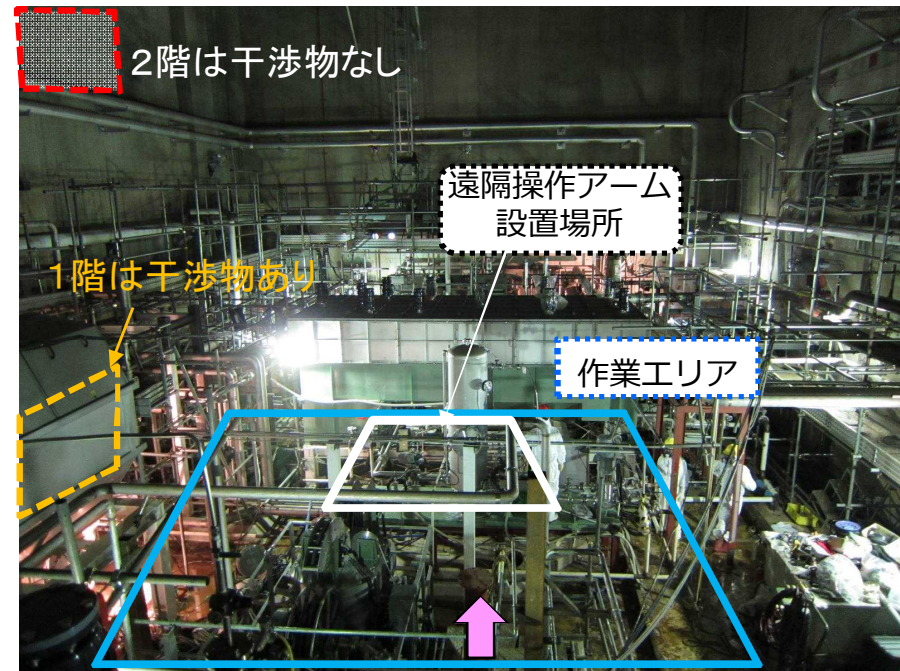 ２階は干渉物なし
遠隔操作アーム
設置場所
1階は干渉物あり
作業エリア